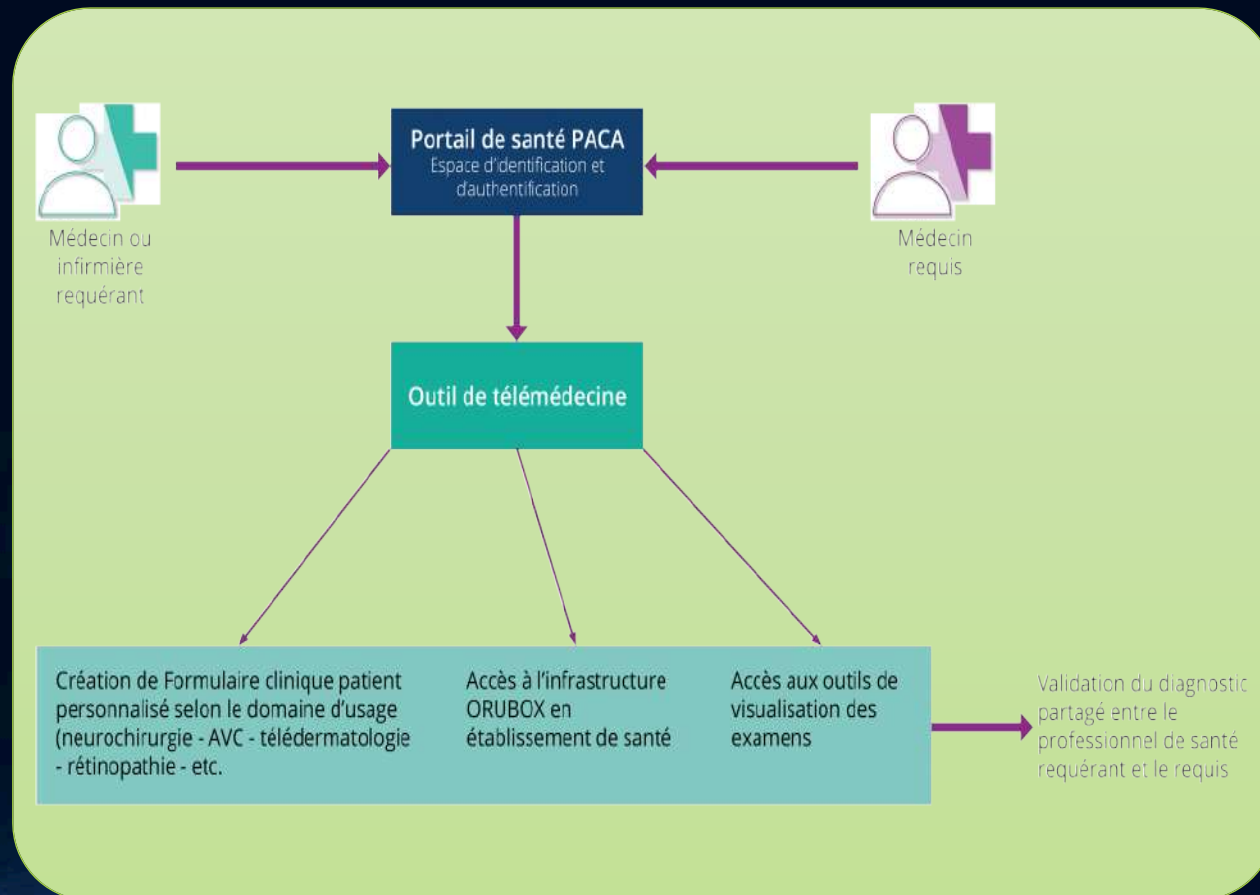 Portail de santé PACA
Espace d'identification et
d'authentification
Médecin ou
infirmière
requérant
Médecin
requis
Outil de télémédecine
Création de Formulaire clinique patient
personnalisé selon le domaine d'usage
(neurochirurgie - AVC - télédermatologie
- rétinopathie - etc.
Accès à l'infrastructure
ORUBOX en
établissement de santé
Accès aux outils de
visualisation des
examens
Validation du diagnostic
partagé entre le
professionnel de santé
requérant et le requis